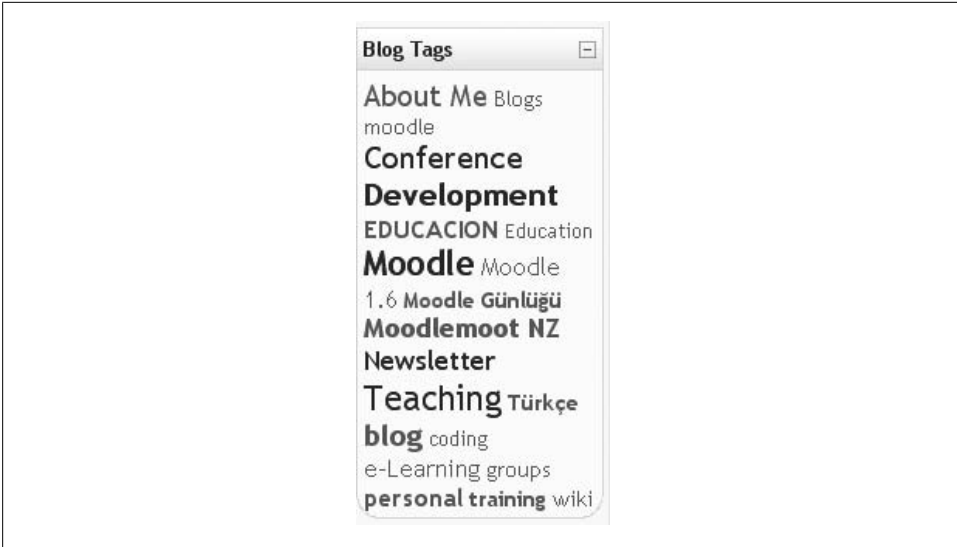 Blog Tags
About Me Blogs
moodle
Conference
Development
EDUCACION Education
Moodle Moodle
1.6 Moodle Günlüğü
Moodlemoot NZ
Newsletter
Teaching Türkçe
blog coding
e-Learning groups
personal training wiki